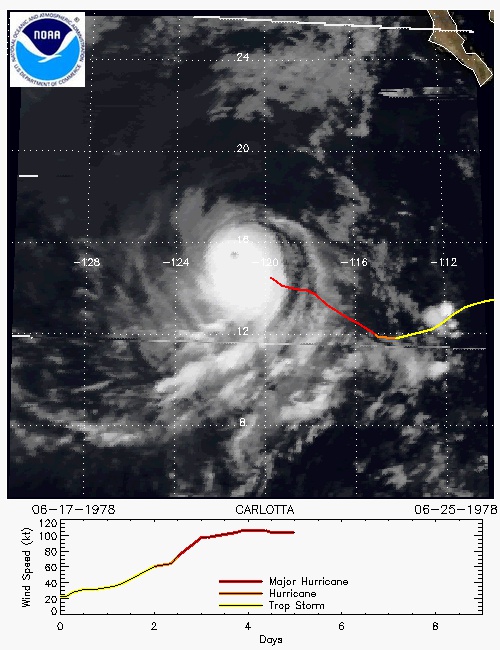 NATIONAL OCEANIC AND ATMOSPHERIC ADMINISTRATION
NOAA
U.S. DEPARTMENT OF COMMERCE
24
20
16
-128 -124 -120 -116 -112
12
8
06-17-1978 CARLOTTA 06-25-1978
Wind Speed (kt)
120
100
80
60
40
20
0
Major Hurricane
Hurricane
Trop Storm
0 2 4 6 8
Days